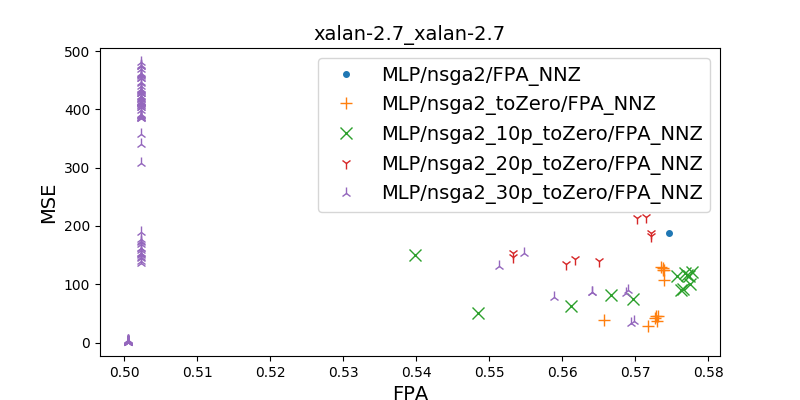 xalan-2.7_xalan-2.7
MSE
500
400
300
200
100
0
MLP/nsga2/FPA_NNZ
MLP/nsga2_toZero/FPA_NNZ
MLP/nsga2_10p_toZero/FPA_NNZ
MLP/nsga2_20p_toZero/FPA_NNZ
MLP/nsga2_30p_toZero/FPA_NNZ
0.50 0.51 0.52 0.53 0.54 0.55 0.56 0.57 0.58
FPA